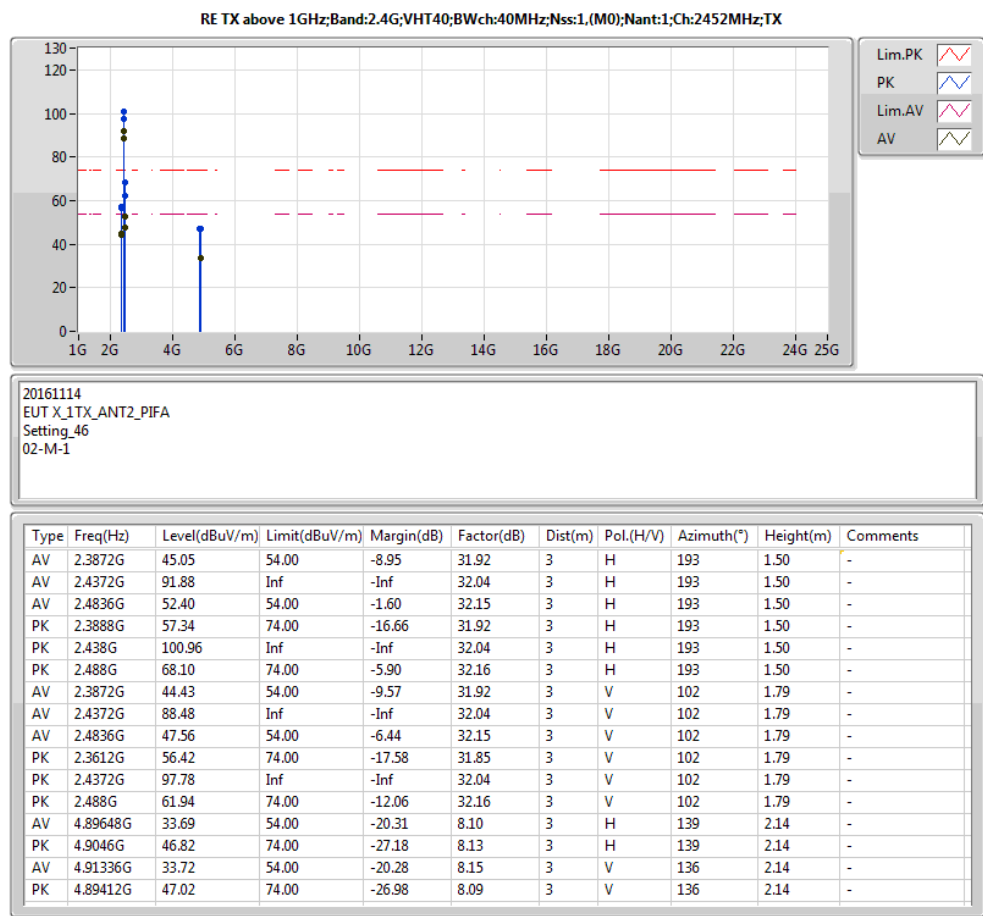 RE TX above 1GHz;Band:2.4G;VHT40;BWch:40MHz;Nss:1,(M0);Nant:1;Ch:2452MHz;TX
130
120
100
80
60
40
20
0
1G 2G 4G 6G 8G 10G 12G 14G 16G 18G 20G 22G 24G 25G
Lim.PK
PK
Lim.AV
AV
20161114
EUT X_1TX_ANT2_PIFA
Setting_46
02-M-1
Type Freq(Hz) Level(dBuV/m) Limit(dBuV/m) Margin(dB) Factor(dB) Dist(m) Pol.(H/V) Azimuth(°) Height(m) Comments
AV 2.3872G 45.05 54.00 -8.95 31.92 3 H 193 1.50 -
AV 2.4372G 91.88 Inf -Inf 32.04 3 H 193 1.50 -
AV 2.4836G 52.40 54.00 -1.60 32.15 3 H 193 1.50 -
PK 2.3888G 57.34 74.00 -16.66 31.92 3 H 193 1.50 -
PK 2.438G 100.96 Inf -Inf 32.04 3 H 193 1.50 -
PK 2.488G 68.10 74.00 -5.90 32.16 3 H 193 1.50 -
AV 2.3872G 44.43 54.00 -9.57 31.92 3 V 102 1.79 -
AV 2.4372G 88.48 Inf -Inf 32.04 3 V 102 1.79 -
AV 2.4836G 47.56 54.00 -6.44 32.15 3 V 102 1.79 -
PK 2.3612G 56.42 74.00 -17.58 31.85 3 V 102 1.79 -
PK 2.4372G 97.78 Inf -Inf 32.04 3 V 102 1.79 -
PK 2.488G 61.94 74.00 -12.06 32.16 3 V 102 1.79 -
AV 4.89648G 33.69 54.00 -20.31 8.10 3 H 139 2.14 -
PK 4.9046G 46.82 74.00 -27.18 8.13 3 H 139 2.14 -
AV 4.91336G 33.72 54.00 -20.28 8.15 3 V 136 2.14 -
PK 4.89412G 47.02 74.00 -26.98 8.09 3 V 136 2.14 -